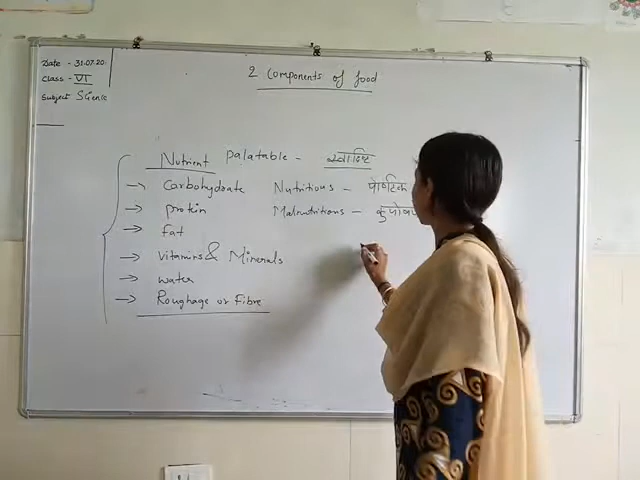 Date - 31.07.20
Class - VI
Subject Science
2 Components of food
Nutrient palatable - स्वादिष्ट
→ Carbohydrate Nutritious - पौष्टिक
→ protein Malnutritions -
→ fat
→ vitamins & Minerals
→ water
→ Roughage or Fibre